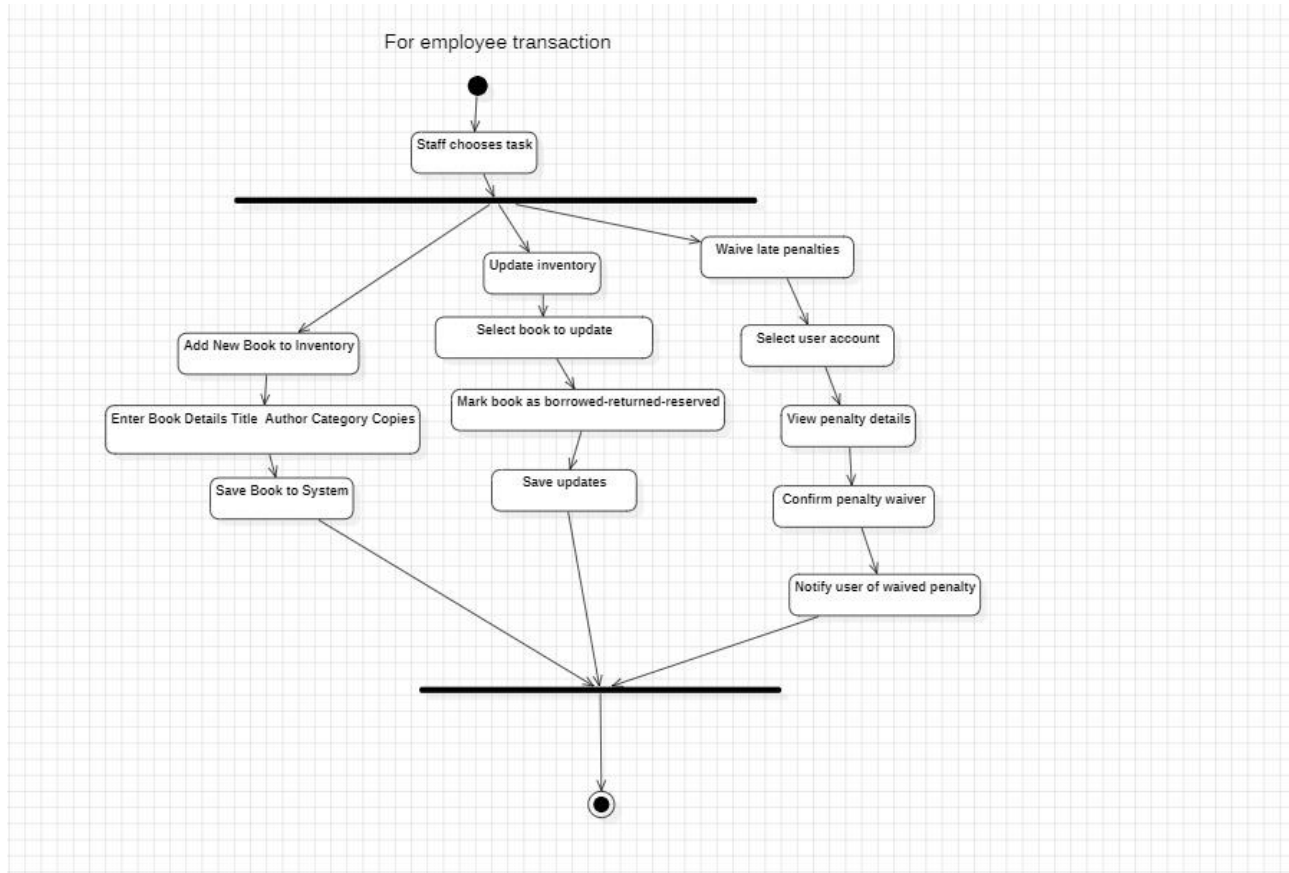 For employee transaction
Staff chooses task
Waive late penalties
Update inventory
Select book to update
Select user account
Add New Book to Inventory
Mark book as borrowed-returned-reserved
Enter Book Details Title  Author Category Copies
View penalty details
Save updates
Save Book to System
Confirm penalty waiver
Notify user of waived penalty